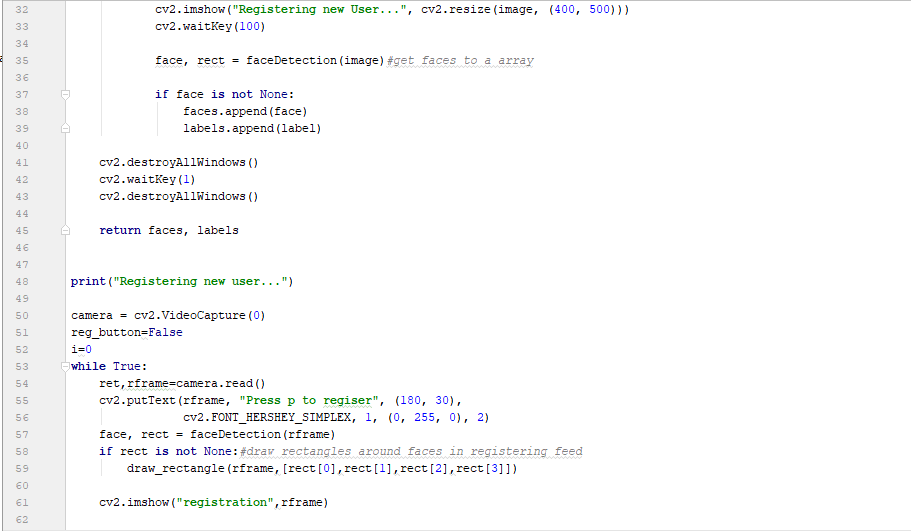 32 cv2.imshow("Registering new User...", cv2.resize(image, (400, 500)))
33 cv2.waitKey(100)
34
35 face, rect = faceDetection(image)#get faces to a array
36
37 if face is not None:
38 faces.append(face)
39 labels.append(label)
40
41 cv2.destroyAllWindows()
42 cv2.waitKey(1)
43 cv2.destroyAllWindows()
44
45 return faces, labels
46
47
48 print("Registering new user...")
49
50 camera = cv2.VideoCapture(0)
51 reg_button=False
52 i=0
53 while True:
54 ret,rframe=camera.read()
55 cv2.putText(rframe, "Press p to regiser", (180, 30),
56 cv2.FONT_HERSHEY_SIMPLEX, 1, (0, 255, 0), 2)
57 face, rect = faceDetection(rframe)
58 if rect is not None:#draw rectangles around faces in registering feed
59 draw_rectangle(rframe,[rect[0],rect[1],rect[2],rect[3]])
60
61 cv2.imshow("registration",rframe)
62